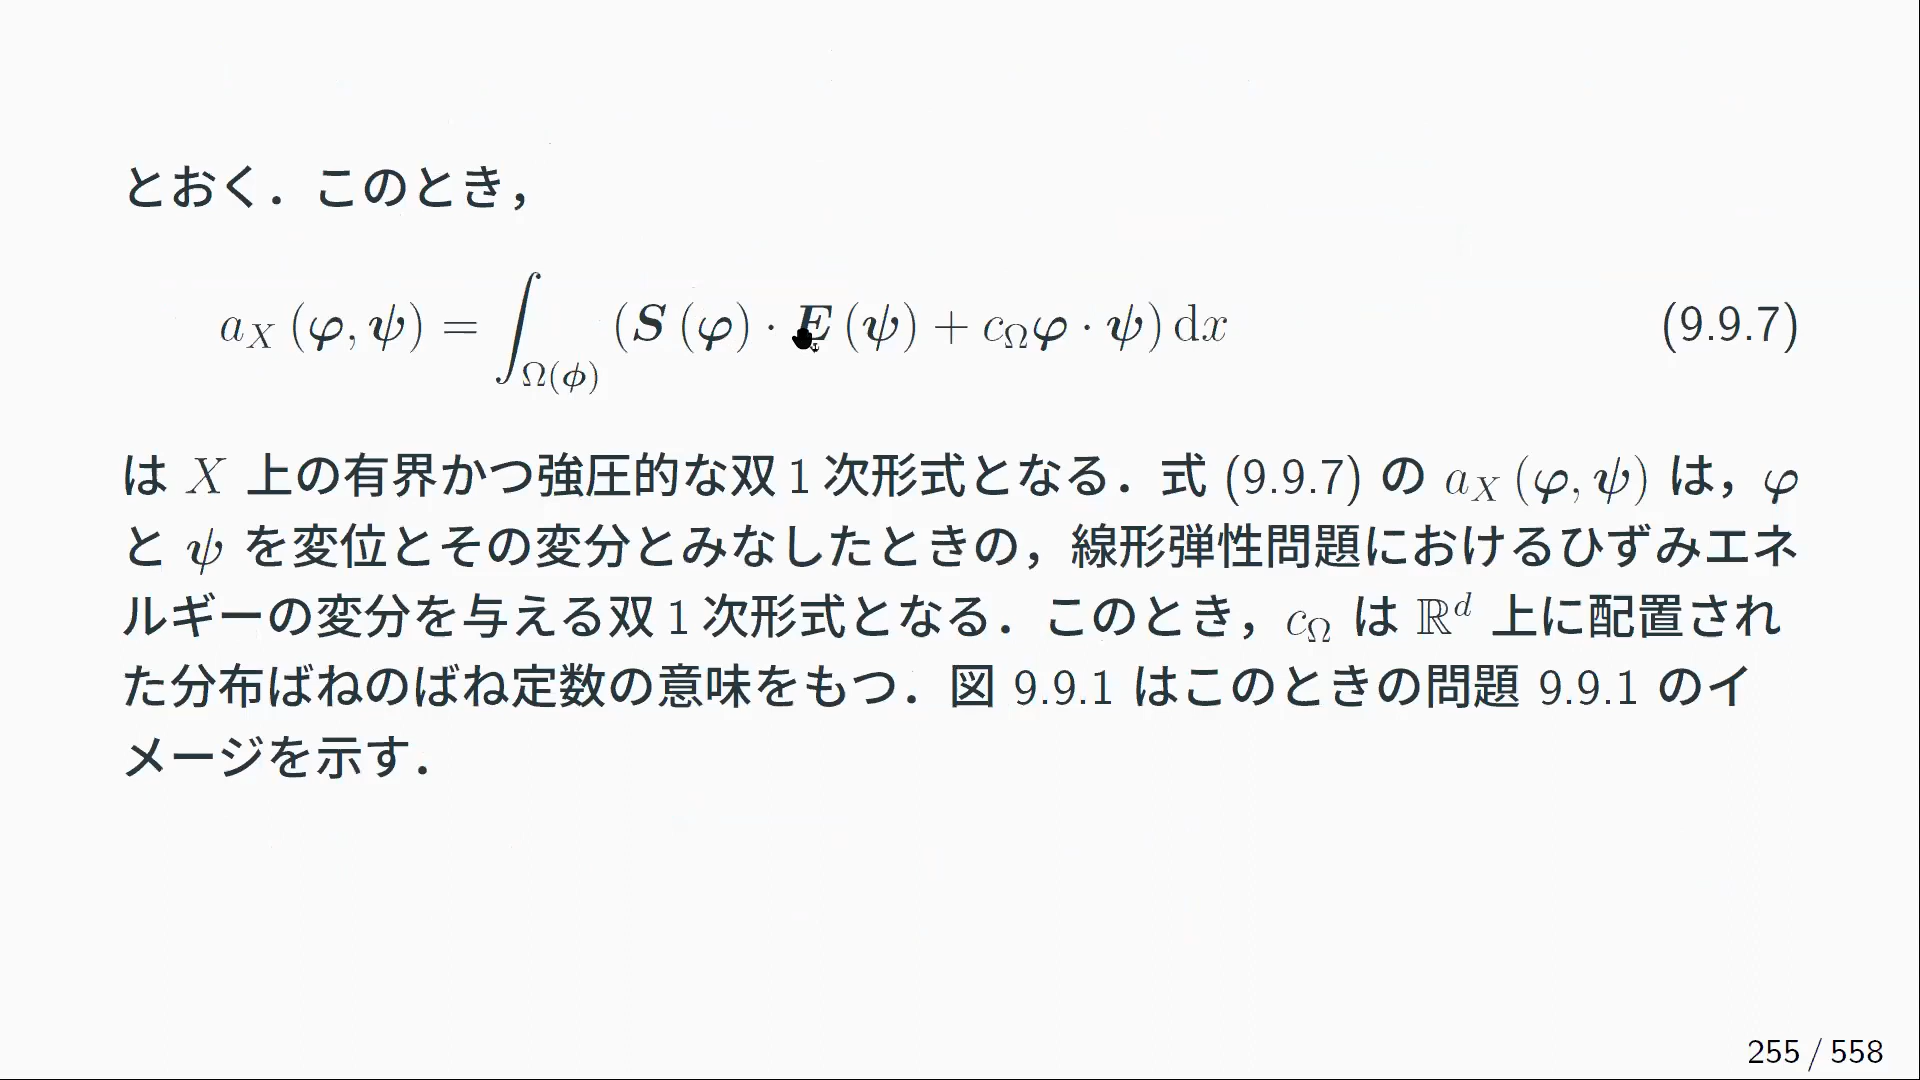 とおく．このとき，
a_X (φ, ψ) = ∫_{Ω(ϕ)} (S (φ) · E (ψ) + c_Ω φ · ψ) dx (9.9.7)
は X 上の有界かつ強圧的な双 1 次形式となる．式 (9.9.7) の a_X (φ, ψ) は，φ
と ψ を変位とその変分とみなしたときの，線形弾性問題におけるひずみエネ
ルギーの変分を与える双 1 次形式となる．このとき，c_Ω は ℝ^d 上に配置され
た分布ばねのばね定数の意味をもつ．図 9.9.1 はこのときの問題 9.9.1 のイ
メージを示す．
255 / 558